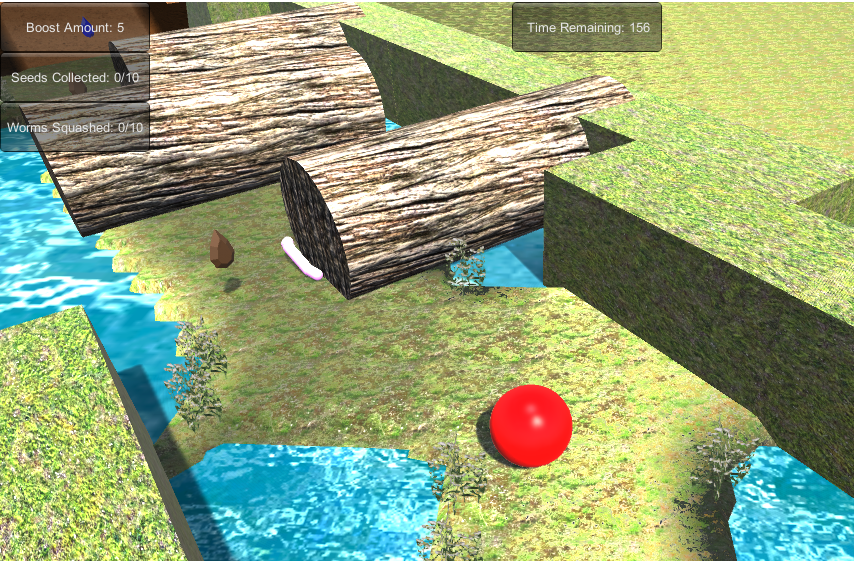 Boost Amount: 5
Time Remaining: 156
Seeds Collected: 0/10
Worms Squashed: 0/10